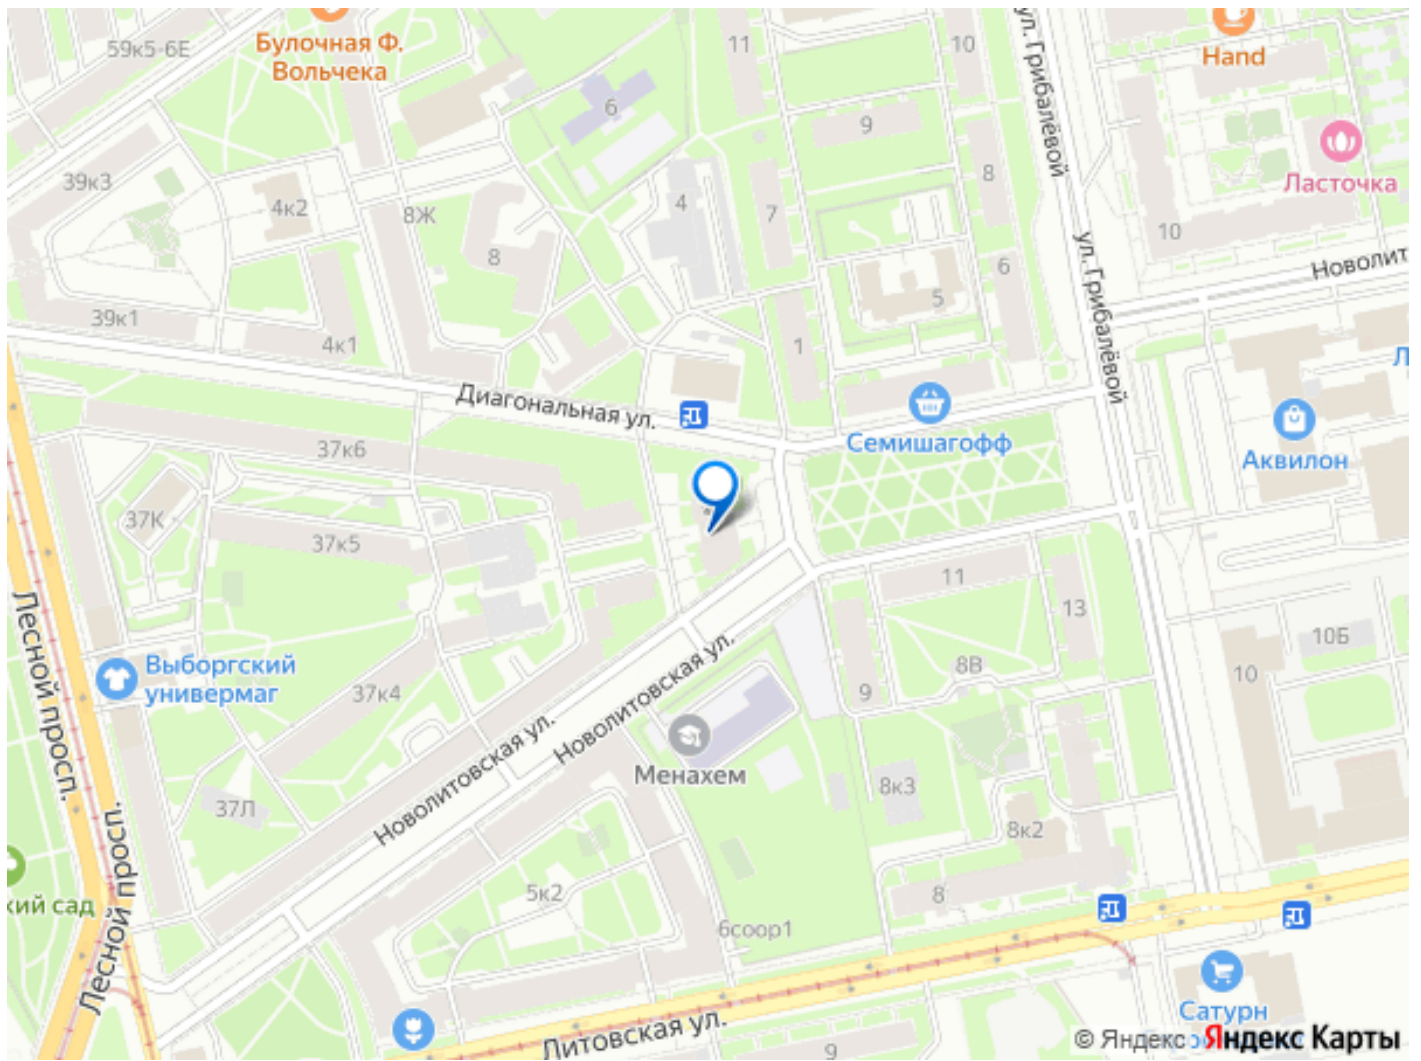 59к5-6Е
Булочная Ф.
Вольчека
11
10
ул. Грибалёвой
Hand
6
9
39к3
4к2
8Ж
4
7
8
Ласточка
8
10
ул. Грибалёвой
Новолит
6
5
39к1
4к1
1
Диагональная ул.
Семишагофф
Аквилон
37к6
37К
37к5
11
13
10Б
Лесной просп.
Выборгский
универмаг
37к4
Новолитовская ул.
Новолитовская ул.
9
8В
10
Менахем
37Л
8к3
8к2
5к2
8
кий сад
Лесной просп.
6соор1
Сатурн
Литовская ул.
9
© Яндекс
Яндекс Карты